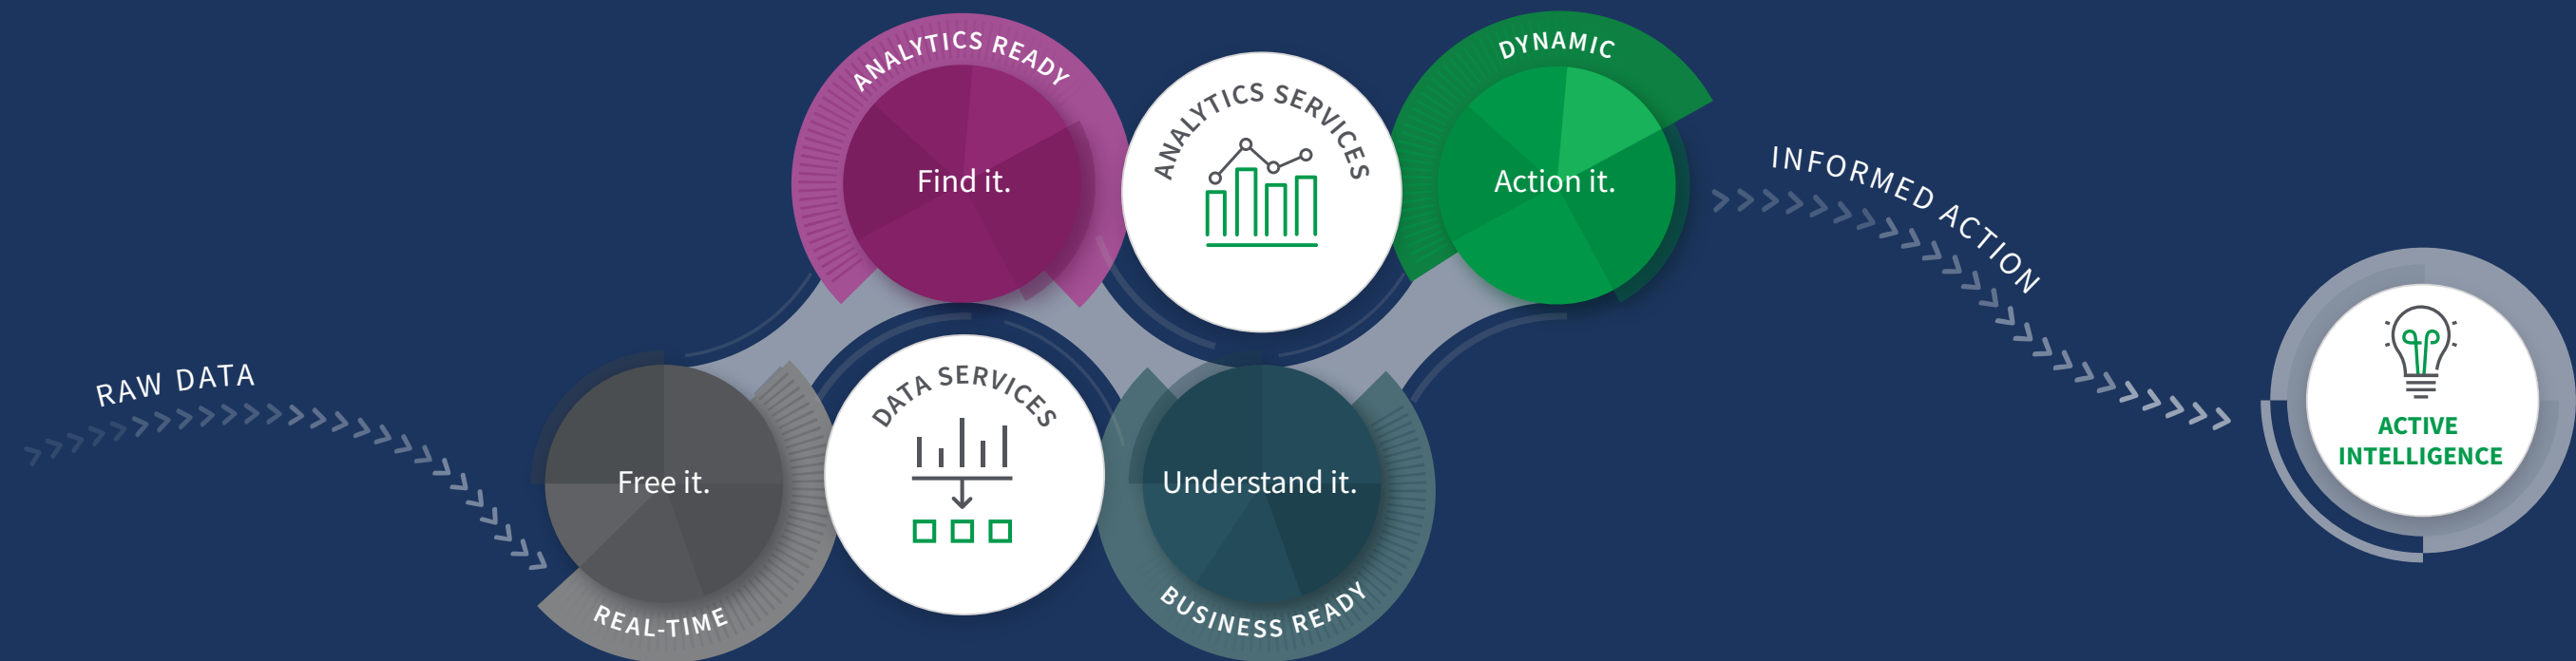 RAW DATA
Free it.
REAL-TIME
ANALYTICS READY
Find it.
DATA SERVICES
ANALYTICS SERVICES
Understand it.
BUSINESS READY
DYNAMIC
Action it.
INFORMED ACTION
ACTIVE
INTELLIGENCE